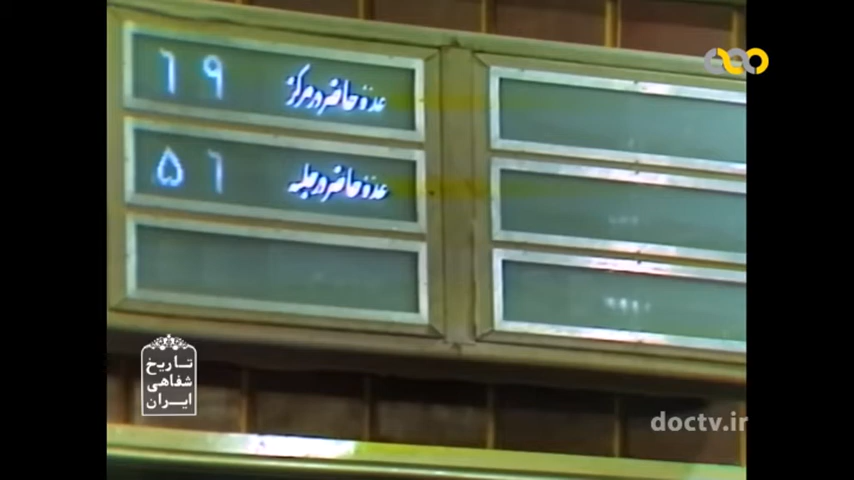 ۶۹ عدهٔ حاضر در مرکز
۵۶ عدهٔ حاضر در جلسه
تاریخ
شفاهی
ایران
doctv.ir